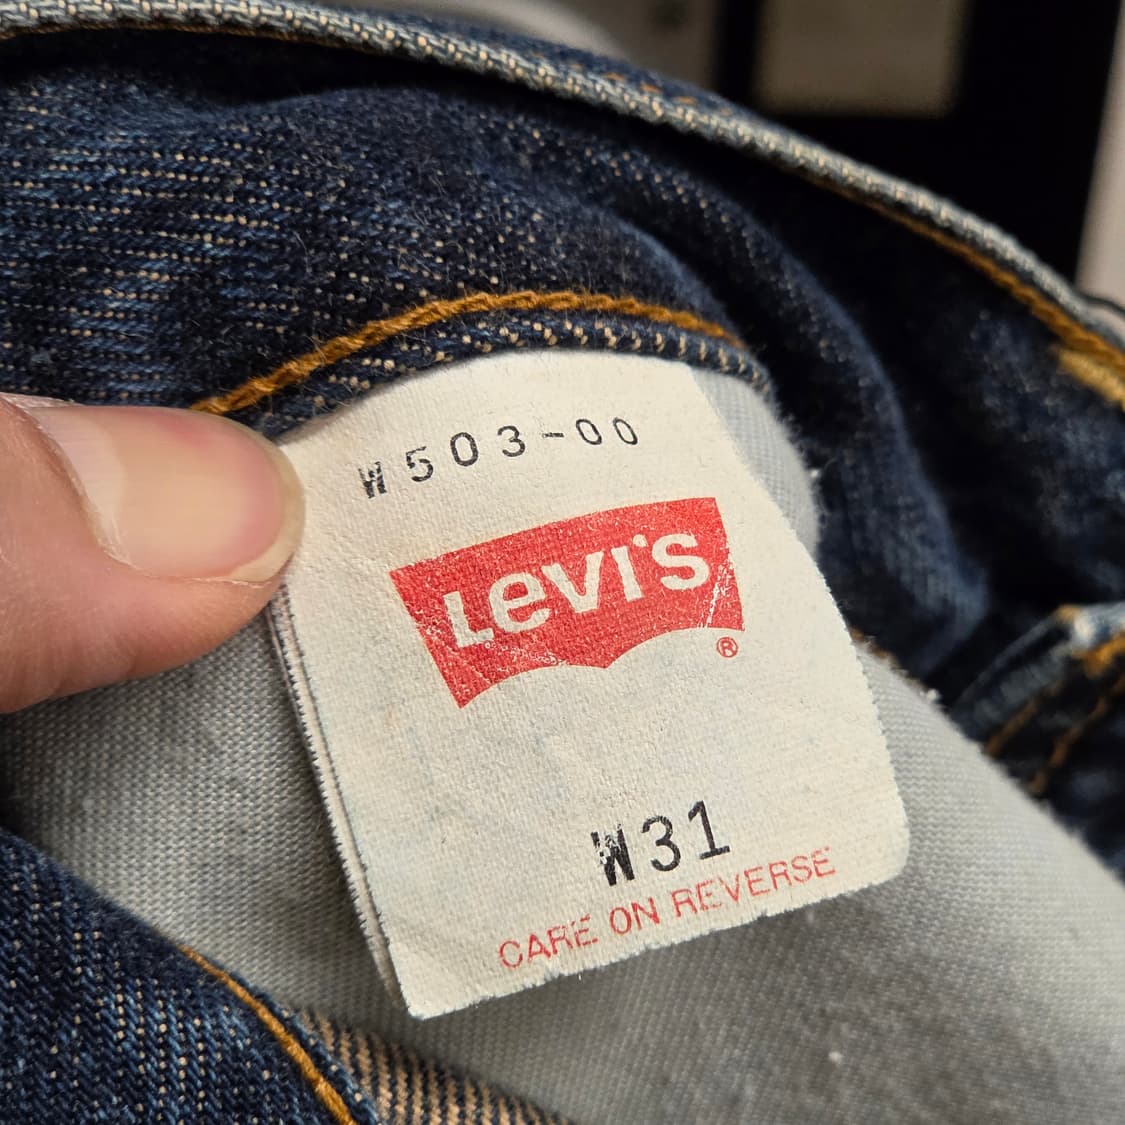 W503-00
Levi's
®
W31
CARE ON REVERSE